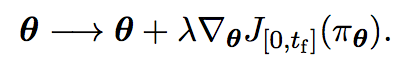 θ ⟶ θ + λ∇_θ J_{[0,t_f]}(π_θ).